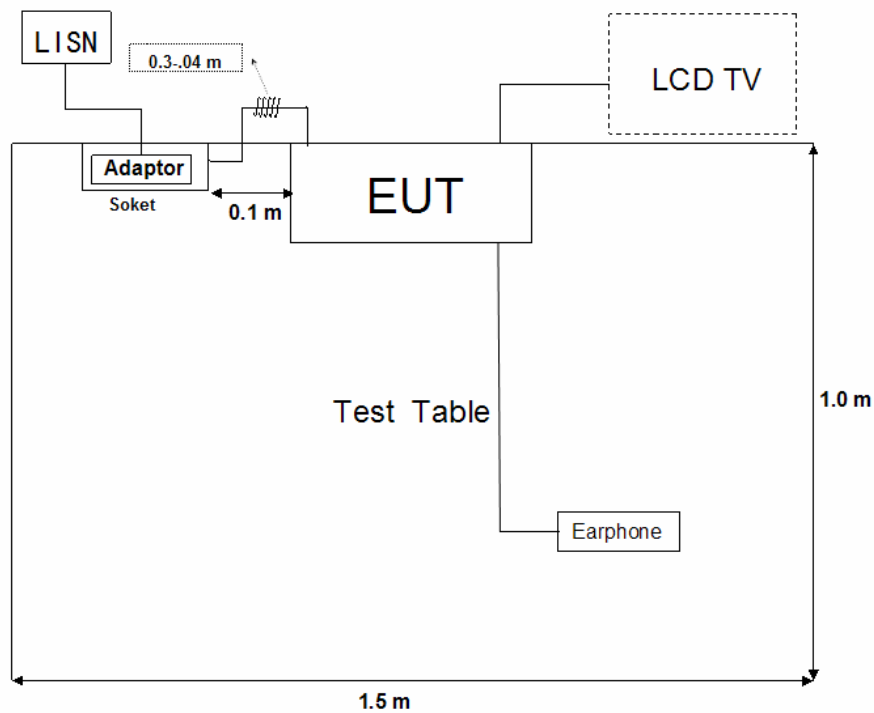 LISN
0.3-.04 m
LCD TV
Adaptor
Soket
0.1 m
EUT
Test Table
1.0 m
Earphone
1.5 m